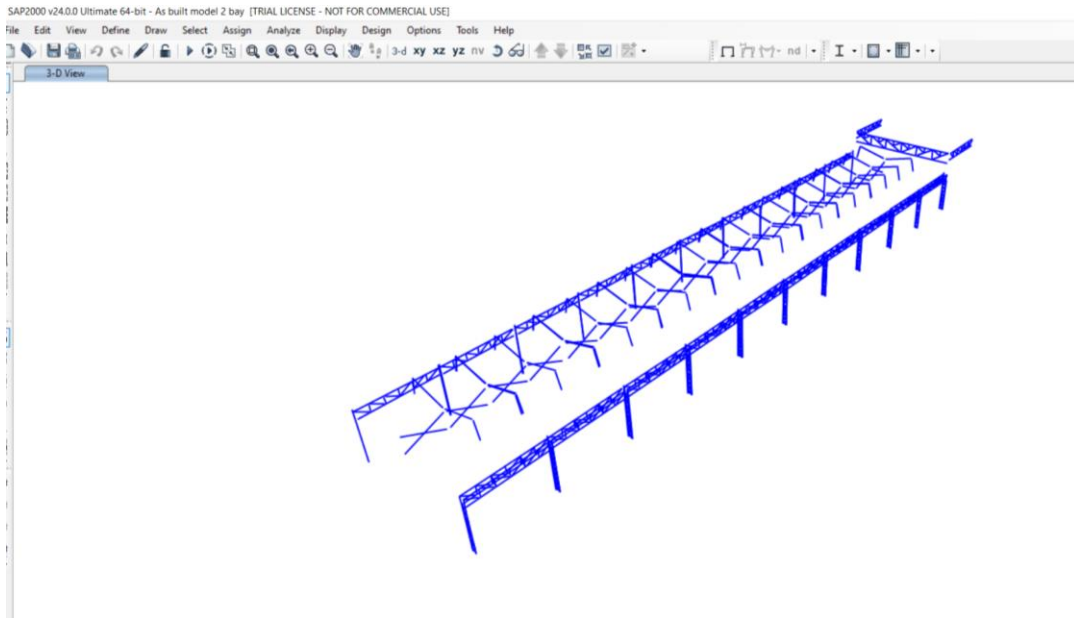 SAP2000 v24.0.0 Ultimate 64-bit - As built model 2 bay [TRIAL LICENSE - NOT FOR COMMERCIAL USE]
File Edit View Define Draw Select Assign Analyze Display Design Options Tools Help
3-d xy xz yz nv nd
3-D View